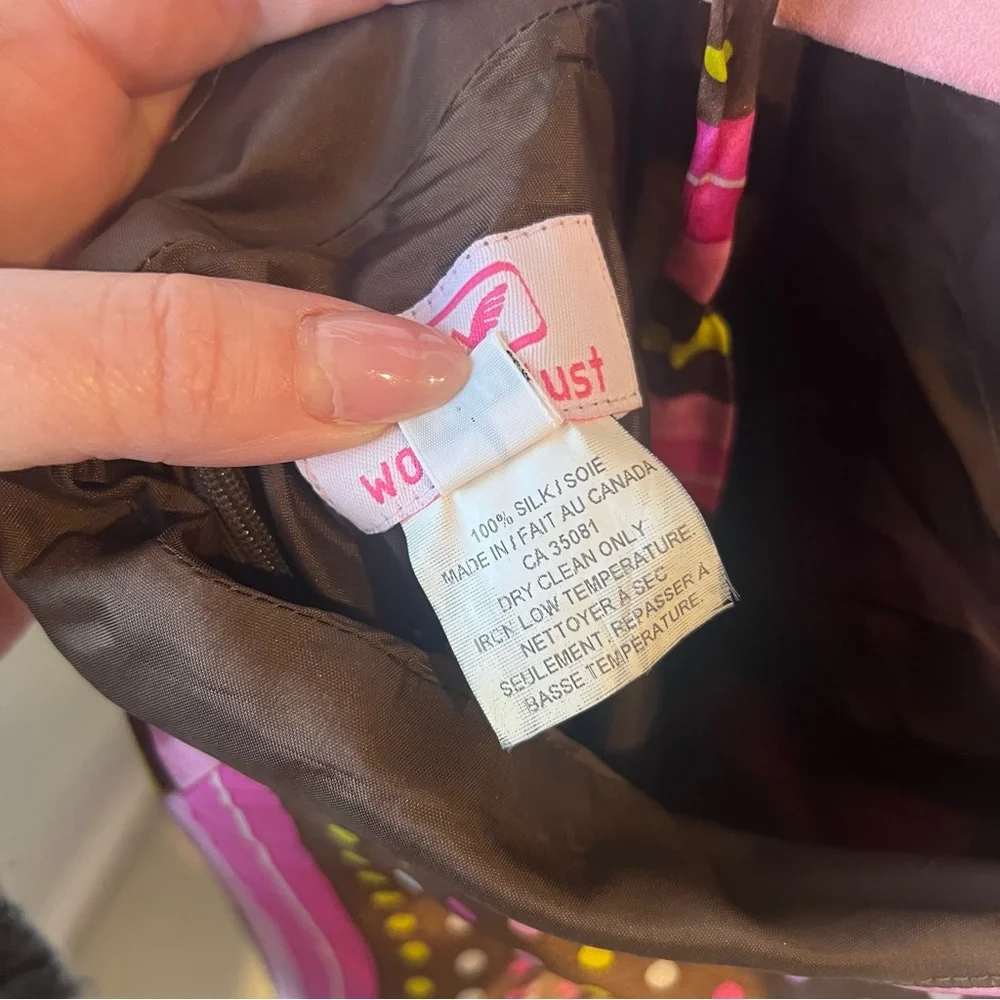 wo
ust
100% SILK / SOIE
MADE IN / FAIT AU CANADA
CA 35081
DRY CLEAN ONLY
IRON LOW TEMPERATURE.
NETTOYER À SEC
SEULEMENT. REPASSER À
BASSE TEMPÉRATURE.